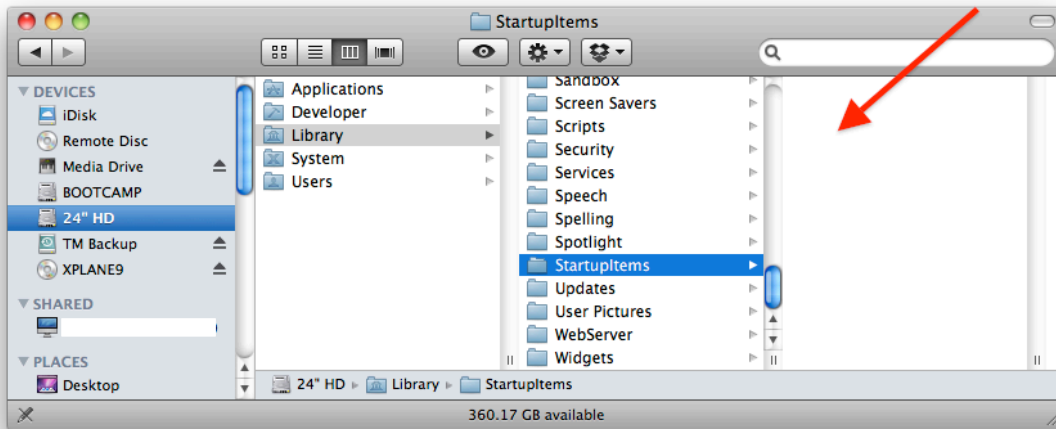 StartupItems
DEVICES
iDisk
Remote Disc
Media Drive
BOOTCAMP
24" HD
TM Backup
XPLANE9
SHARED
PLACES
Desktop
Applications
Developer
Library
System
Users
Sandbox
Screen Savers
Scripts
Security
Services
Speech
Spelling
Spotlight
StartupItems
Updates
User Pictures
WebServer
Widgets
24" HD Library StartupItems
360.17 GB available